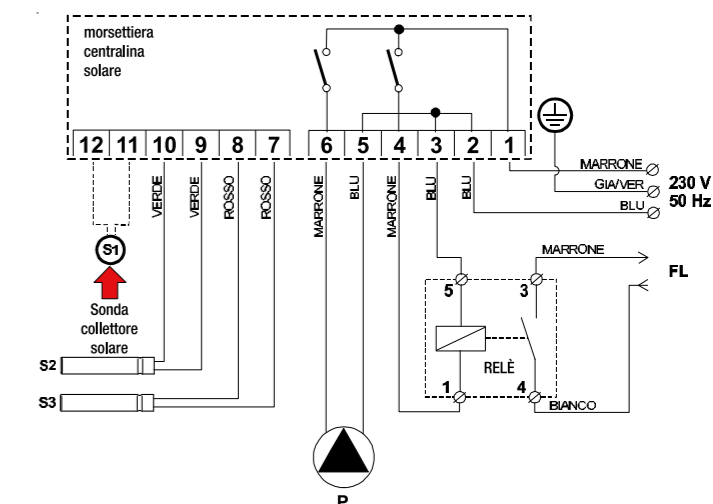 morsettiera
centralina
solare
12 11 10 9 8 7 6 5 4 3 2 1
VERDE
VERDE
ROSSO
ROSSO
MARRONE
BLU
MARRONE
BLU
BLU
MARRONE
GIA/VER
BLU
230 V
50 Hz
S1
Sonda
collettore
solare
S2
S3
MARRONE
FL
5 3
RELÈ
1 4
BIANCO
P